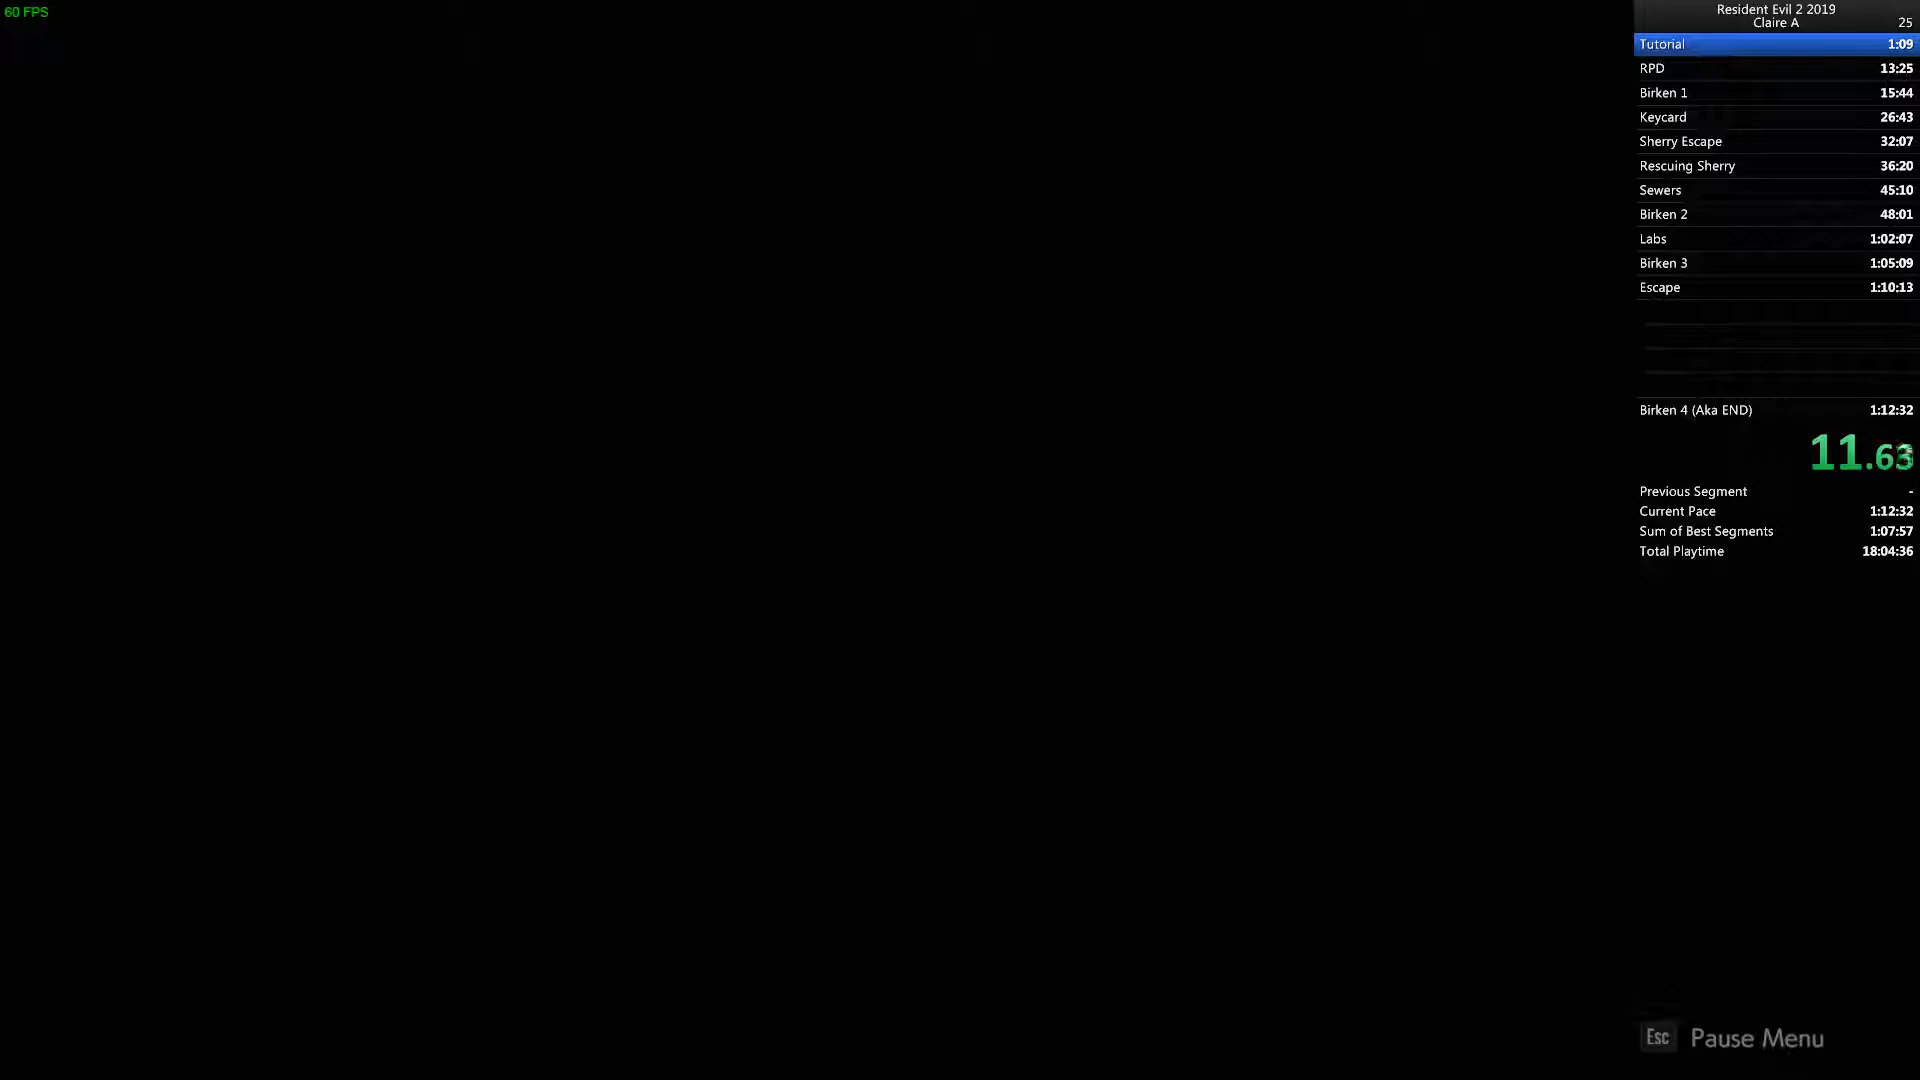 60 FPS
Resident Evil 2 2019
Claire A 25
Tutorial 1:09
RPD 13:25
Birken 1 15:44
Keycard 26:43
Sherry Escape 32:07
Rescuing Sherry 36:20
Sewers 45:10
Birken 2 48:01
Labs 1:02:07
Birken 3 1:05:09
Escape 1:10:13
Birken 4 (Aka END) 1:12:32
11.63
Previous Segment -
Current Pace 1:12:32
Sum of Best Segments 1:07:57
Total Playtime 18:04:36
Esc Pause Menu